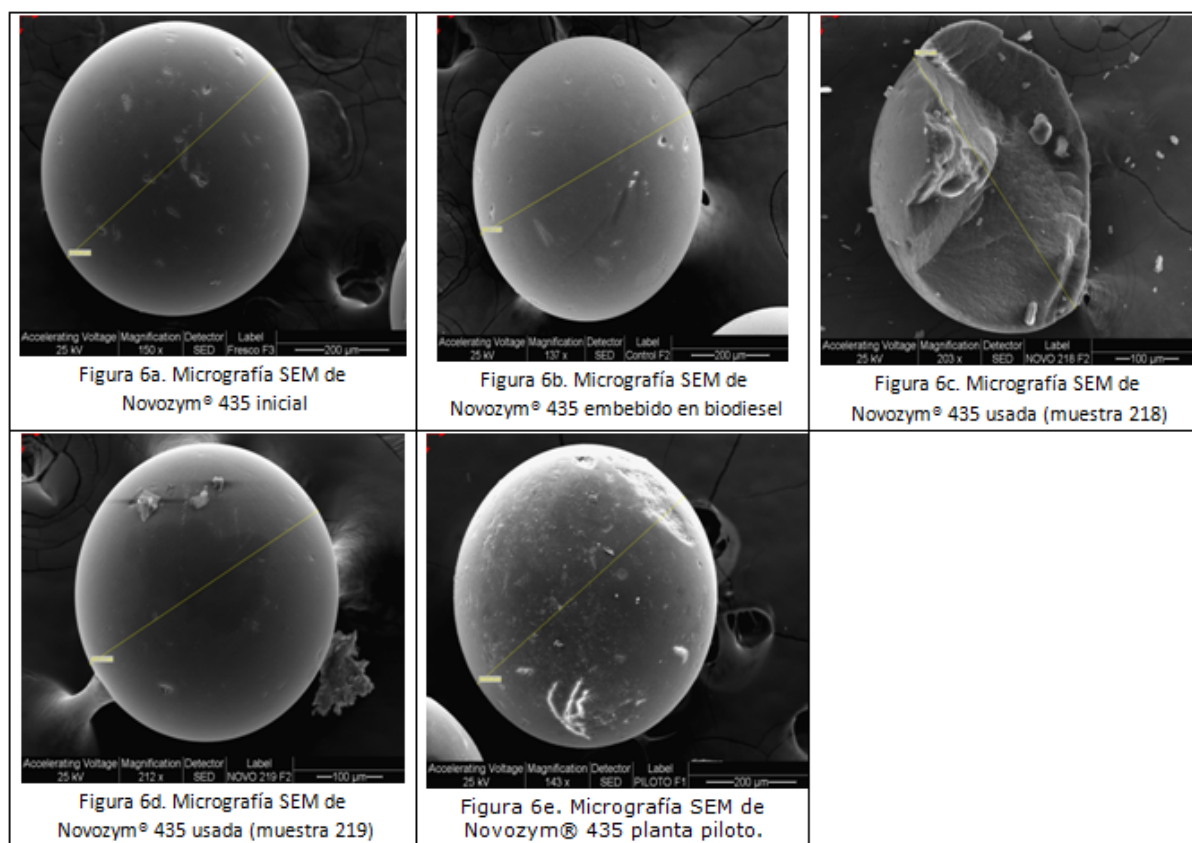 Accelerating Voltage Magnification Detector Label
25 kV 150 x SED Fresco F3 200 µm
Figura 6a. Micrografía SEM de
Novozym® 435 inicial
Accelerating Voltage Magnification Detector Label
25 kV 137 x SED Control F2 200 µm
Figura 6b. Micrografía SEM de
Novozym® 435 embebido en biodiesel
Accelerating Voltage Magnification Detector Label
25 kV 203 x SED NOVO 218 F2 100 µm
Figura 6c. Micrografía SEM de
Novozym® 435 usada (muestra 218)
Accelerating Voltage Magnification Detector Label
25 kV 212 x SED NOVO 219 F2 100 µm
Figura 6d. Micrografía SEM de
Novozym® 435 usada (muestra 219)
Accelerating Voltage Magnification Detector Label
25 kV 143 x SED PILOTO F1 200 µm
Figura 6e. Micrografía SEM de
Novozym® 435 planta piloto.